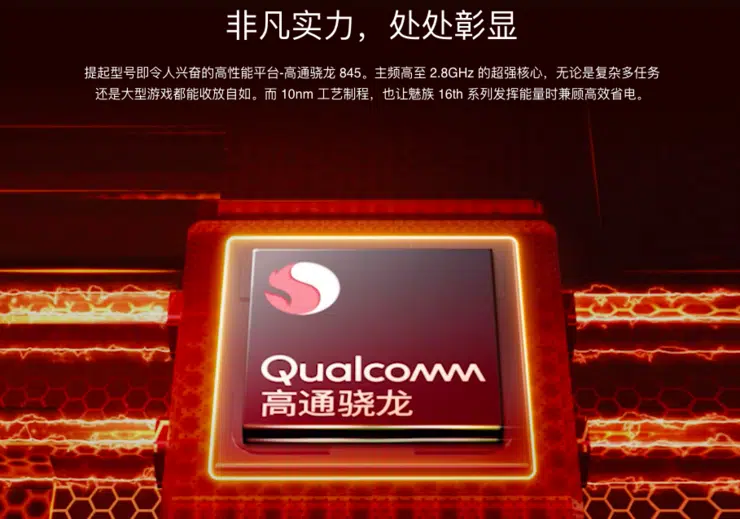 非凡实力，处处彰显
提起型号即令人兴奋的高性能平台-高通骁龙 845。主频高至 2.8GHz 的超强核心，无论是复杂多任务
还是大型游戏都能收放自如。而 10nm 工艺制程，也让魅族 16th 系列发挥能量时兼顾高效省电。
Qualcomm
高通骁龙